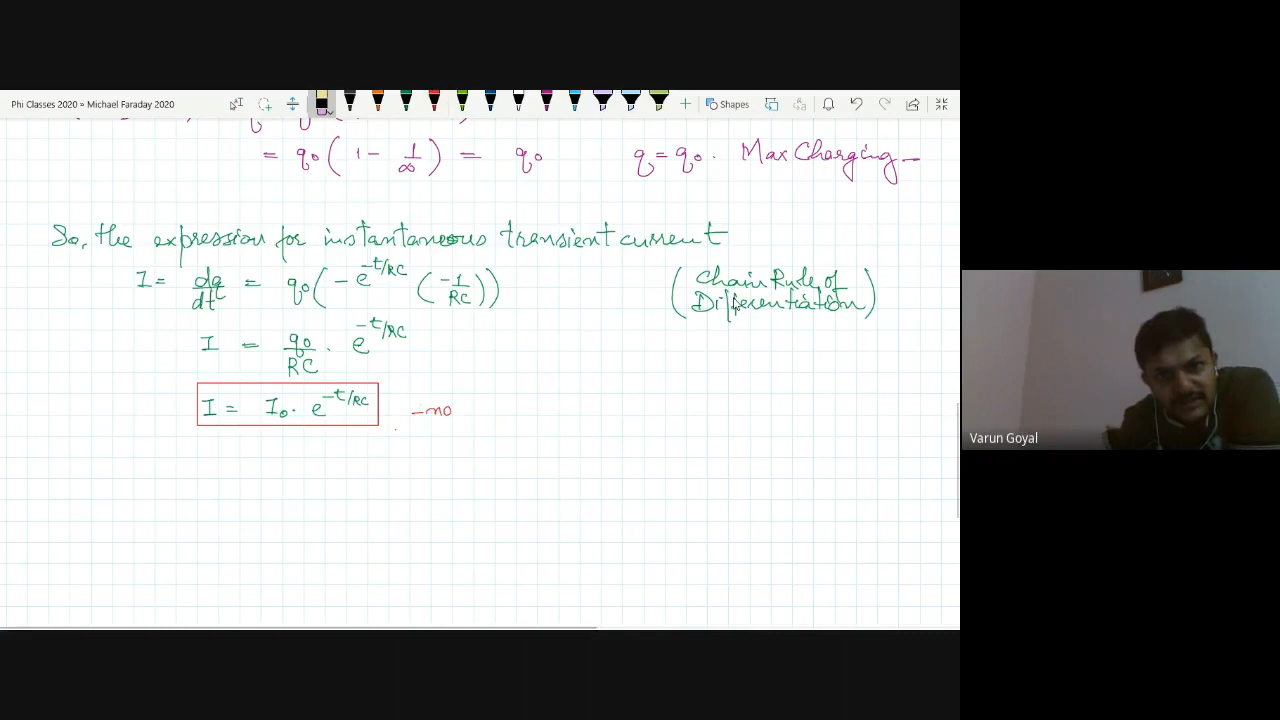 Phi Classes 2020 » Michael Faraday 2020
Shapes
= q₀ ( 1 - 1/∞ ) = q₀ q = q₀. Max Charging -
So, the expression for instantaneous transient current
I = dq/dt = q₀ ( - e^-t/RC ( -1/RC ) ) ( Chain Rule of
Differentiation )
I = q₀/RC . e^-t/RC
I = I₀. e^-t/RC - no
Varun Goyal